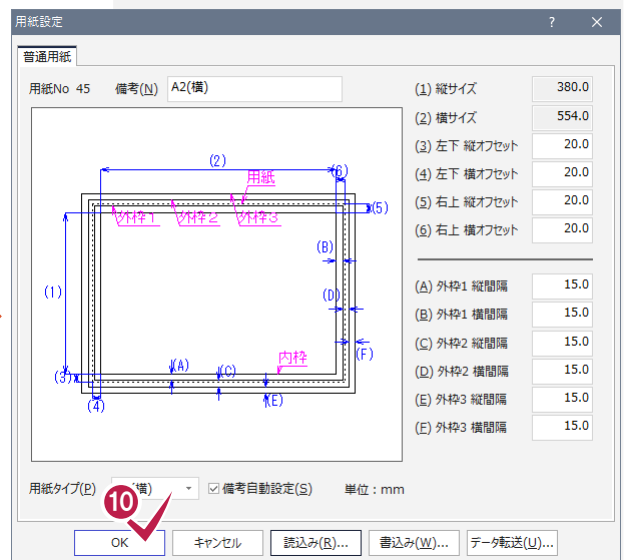 用紙設定 ? ×
普通用紙
用紙No 45 備考(N) A2(横)
(1) 縦サイズ 380.0
(2) 横サイズ 554.0
(3) 左下 縦オフセット 20.0
(4) 左下 横オフセット 20.0
(5) 右上 縦オフセット 20.0
(6) 右上 横オフセット 20.0
(A) 外枠1 縦間隔 15.0
(B) 外枠1 横間隔 15.0
(C) 外枠2 縦間隔 15.0
(D) 外枠2 横間隔 15.0
(E) 外枠3 縦間隔 15.0
(F) 外枠3 横間隔 15.0
(2)
(6)
用紙
(5)
外枠1 外枠2 外枠3
(B)
(1)
(D)
内枠
(F)
(A)
(C)
(3)
(E)
(4)
用紙タイプ(P) (横) 備考自動設定(S) 単位:mm
10
OK キャンセル 読込み(R)... 書込み(W)... データ転送(U)...